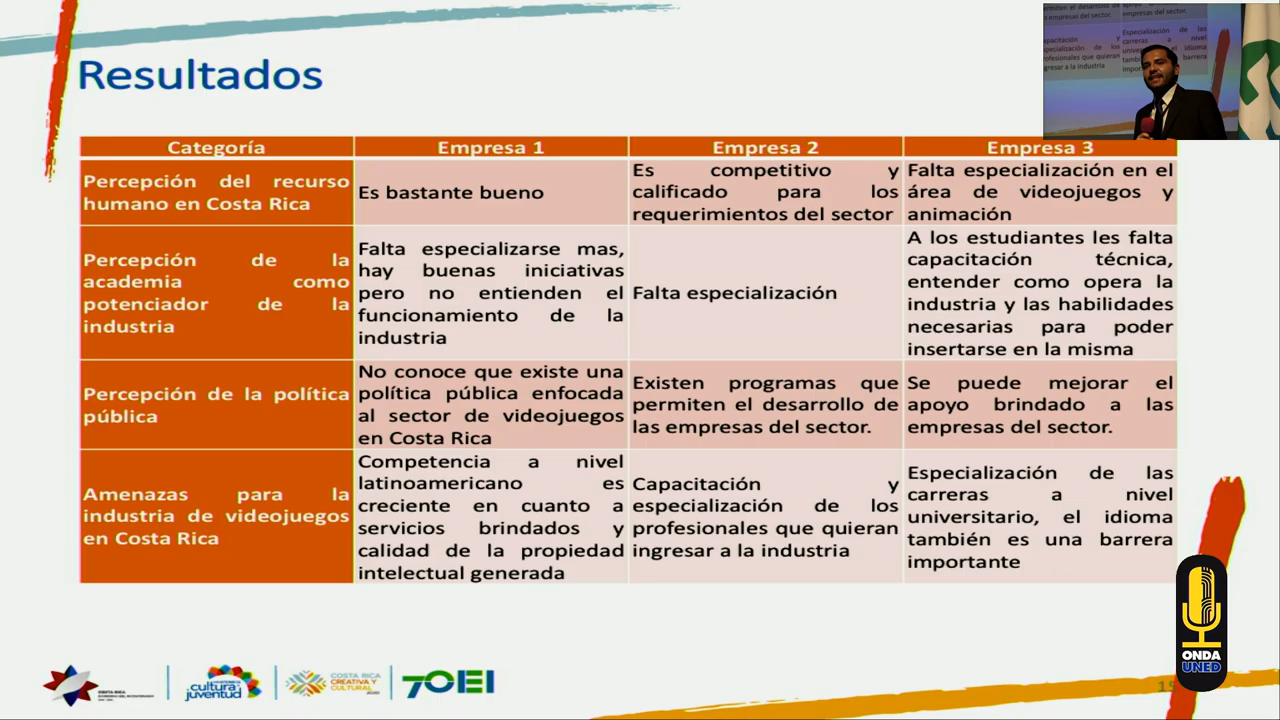 Resultados
Categoría
Empresa 1
Empresa 2
Empresa 3
Percepción del recurso
humano en Costa Rica
Es bastante bueno
Es competitivo y
calificado para los
requerimientos del sector
Falta especialización en el
área de videojuegos y
animación
Percepción de la
academia como
potenciador de la
industria
Falta especializarse mas,
hay buenas iniciativas
pero no entienden el
funcionamiento de la
industria
Falta especialización
A los estudiantes les falta
capacitación técnica,
entender como opera la
industria y las habilidades
necesarias para poder
insertarse en la misma
Percepción de la política
pública
No conoce que existe una
política pública enfocada
al sector de videojuegos
en Costa Rica
Existen programas que
permiten el desarrollo de
las empresas del sector.
Se puede mejorar el
apoyo brindado a las
empresas del sector.
Amenazas para la
industria de videojuegos
en Costa Rica
Competencia a nivel
latinoamericano es
creciente en cuanto a
servicios brindados y
calidad de la propiedad
intelectual generada
Capacitación y
especialización de los
profesionales que quieran
ingresar a la industria
Especialización de las
carreras a nivel
universitario, el idioma
también es una barrera
importante
cultura y
juventud
COSTA RICA
CREATIVA Y
CULTURAL
7OEI
ONDA
UNED